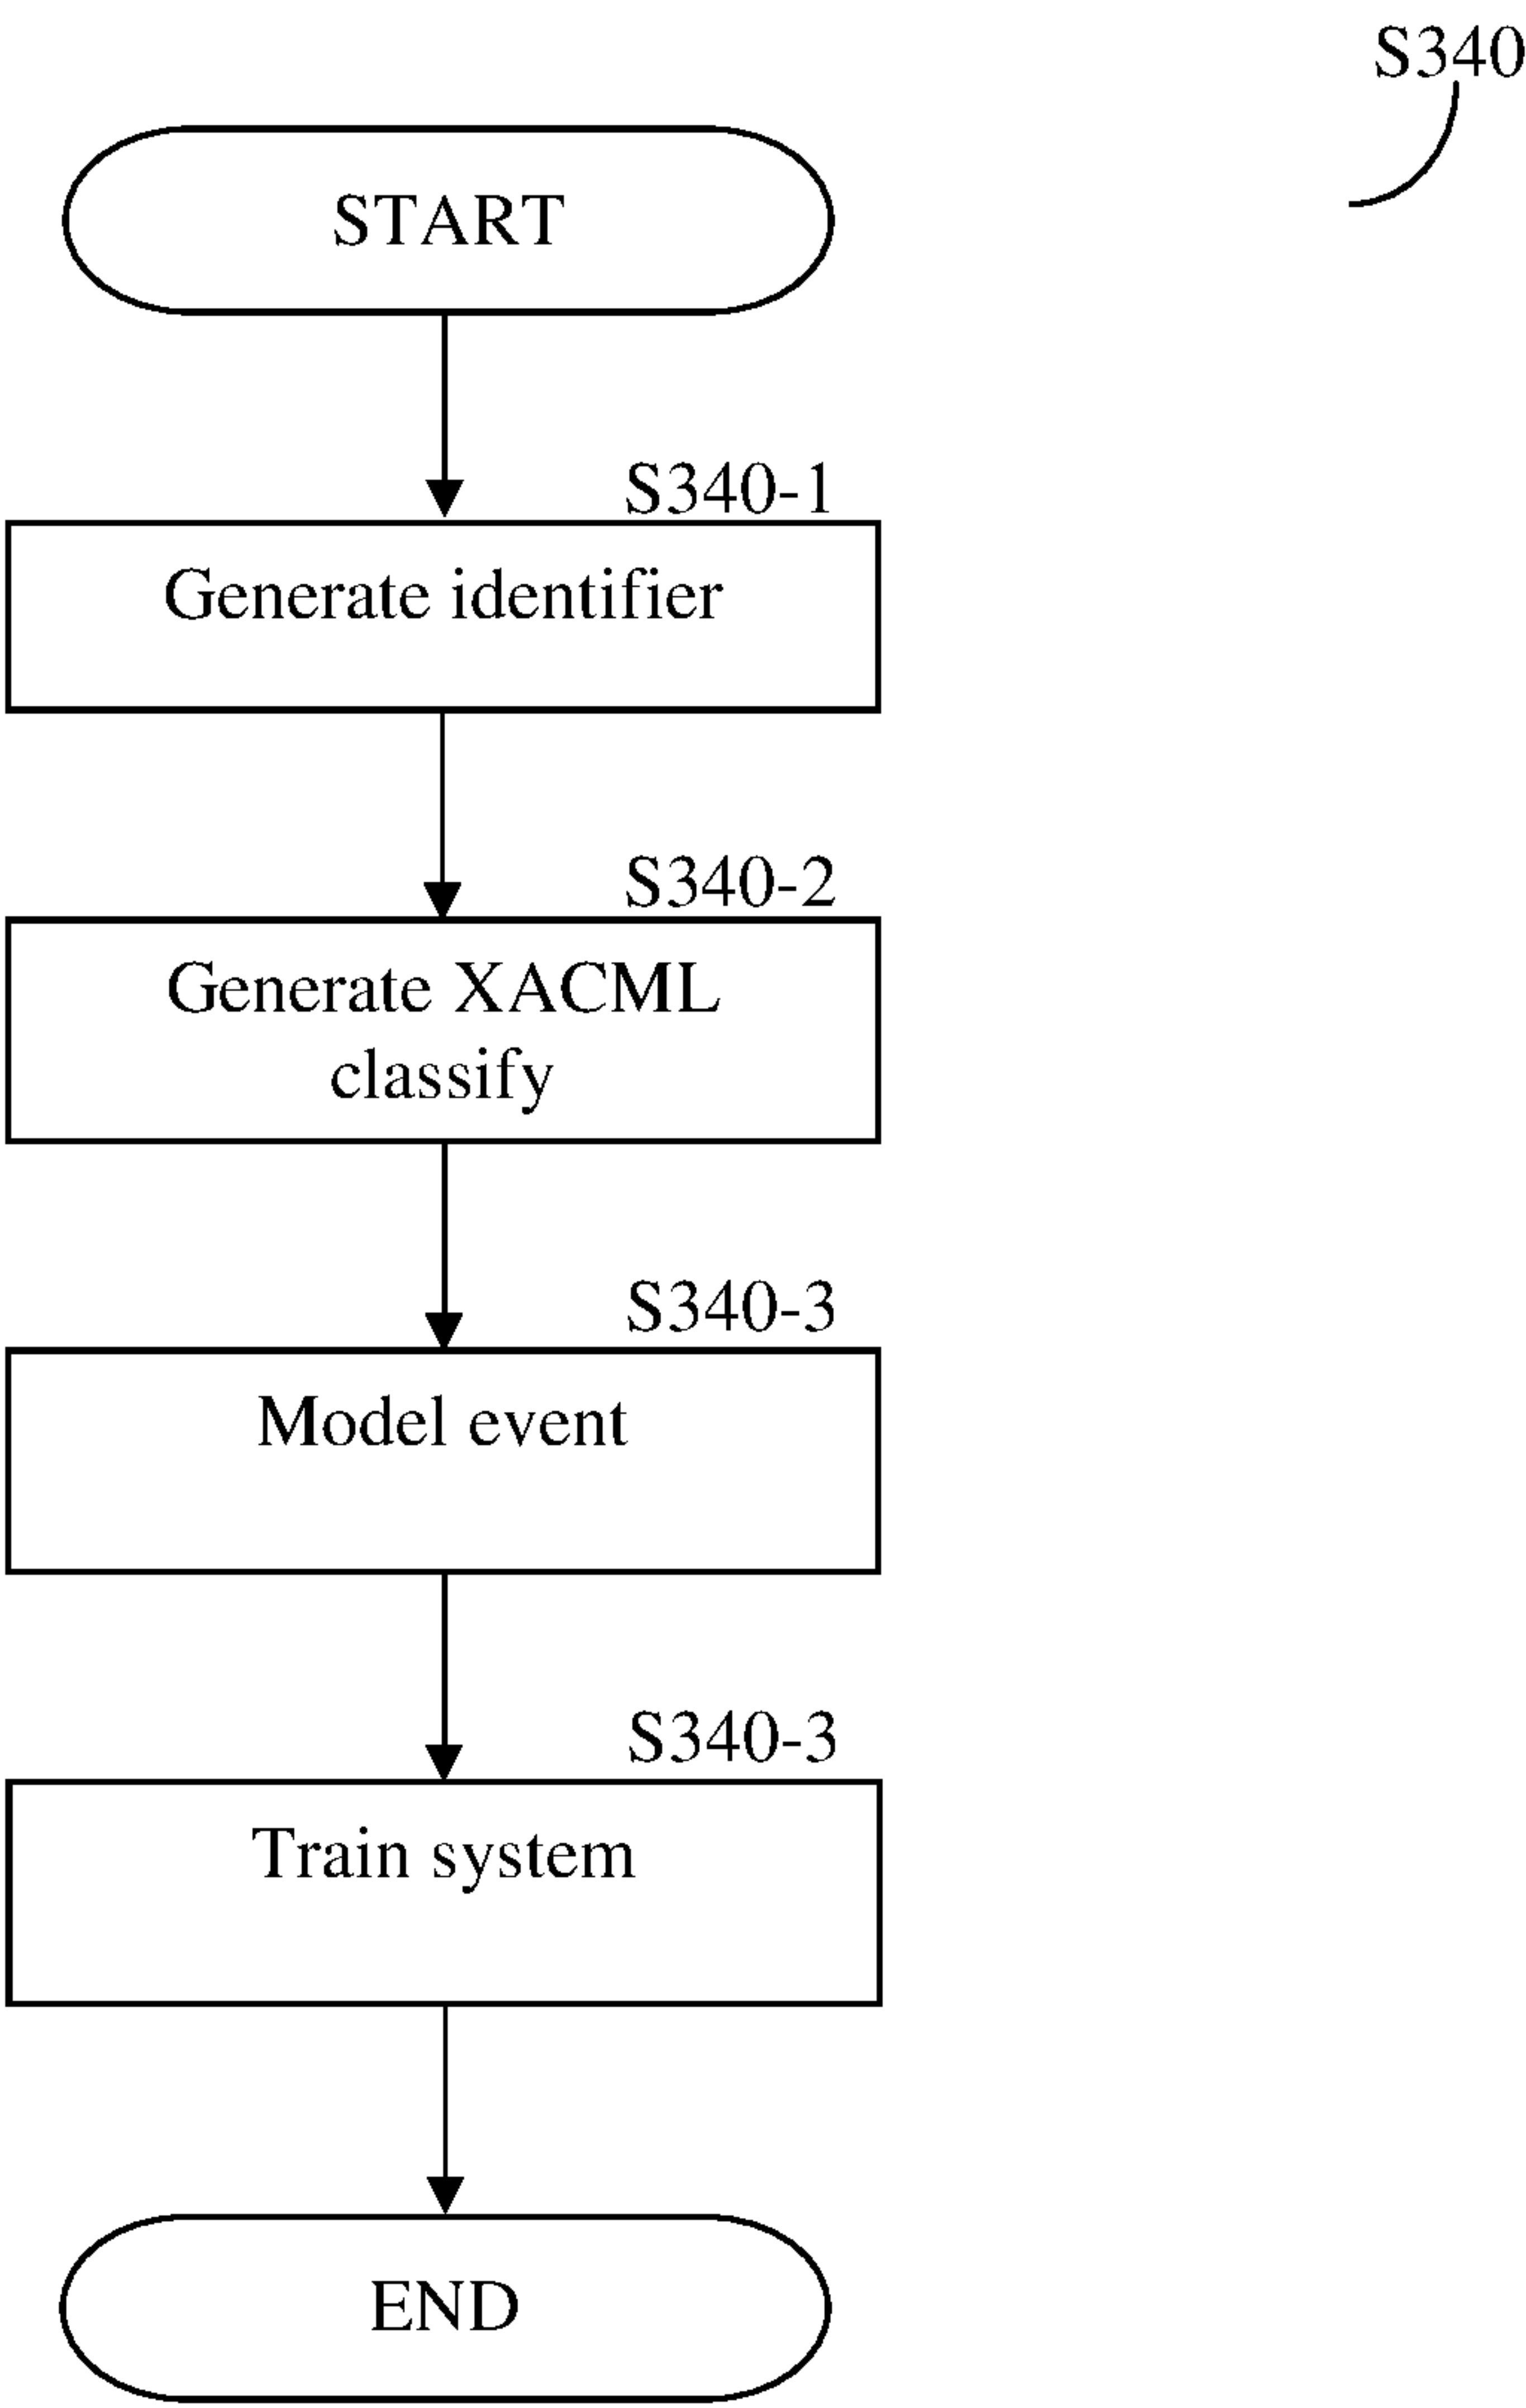 S340
START
S340-1
Generate identifier
S340-2
Generate XACML
classify
S340-3
Model event
S340-3
Train system
END